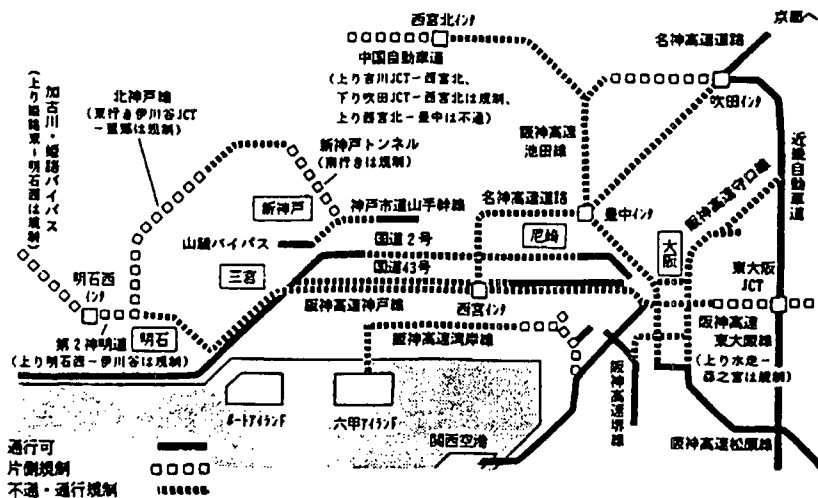 京都へ
西宮北インタ
名神高速道路
中国自動車道
(上り吉川JCTー西宮北、
下り吹田JCTー西宮北は規制、
上り西宮北ー豊中は不通)
吹田インタ
加古川・姫路バイパス
(上り姫路東ー明石西は規制)
北神戸線
(東行き伊川谷JCT
は規制)
新神戸トンネル
(南行きは規制)
阪神高速
池田線
近畿自動車道
新神戸
神戸市道山手幹線
名神高速道路
豊中インタ
阪神高速守口線
山麓バイパス
国道2号
尼崎
大阪
三宮
国道43号
東大阪
JCT
明石西
インタ
阪神高速神戸線
西宮インタ
第2神明道
明石
(上り明石西ー伊川谷は規制)
阪神高速湾岸線
阪神高速
東大阪線
(上り水走ー
森之宮は規制)
阪神高速堺線
ポートアイランド
六甲アイランド
関西空港
阪神高速松原線
通行可
片側規制
不通・通行規制